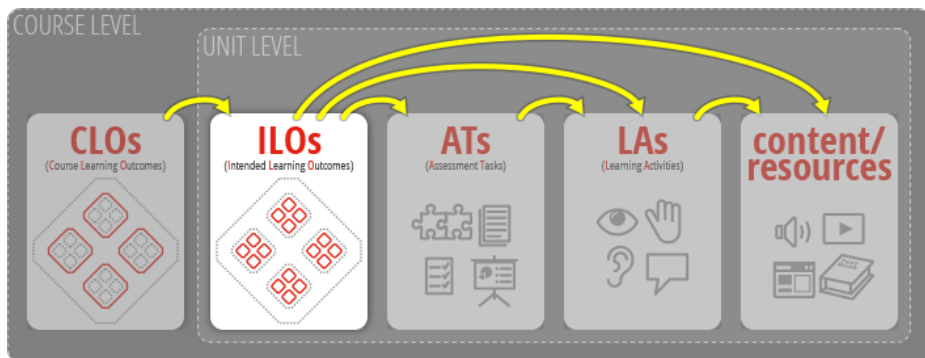 COURSE LEVEL
UNIT LEVEL
CLOs
(Course Learning Outcomes)
ILOs
(Intended Learning Outcomes)
ATs
(Assessment Tasks)
LAs
(Learning Activities)
content/
resources